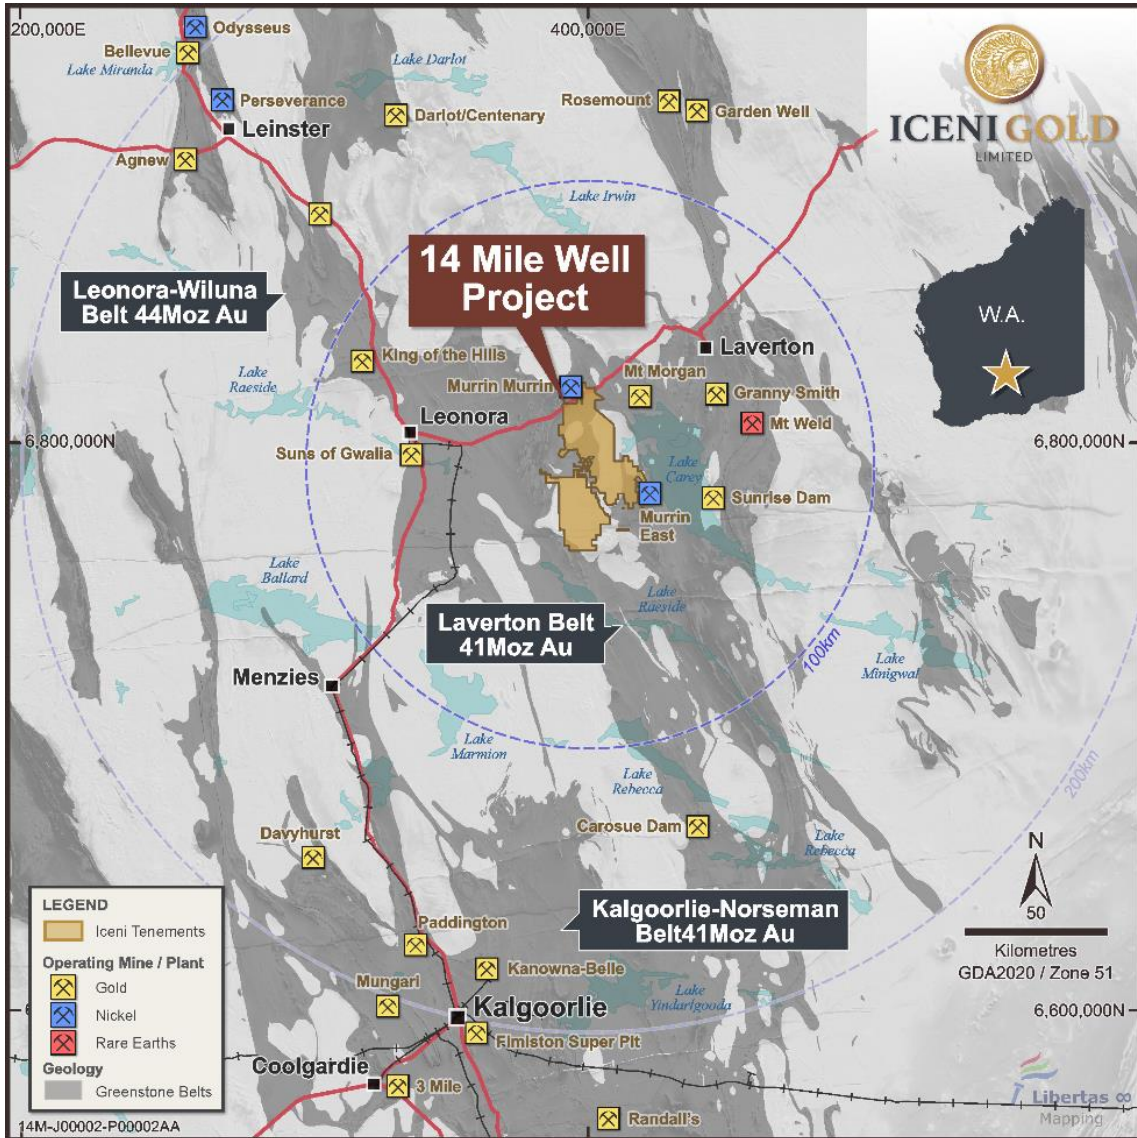 200,000E
400,000E
Odysseus
Bellevue
Lake Miranda
Lake Darlot
Perseverance
Leinster
Darlot/Centenary
Rosemount
Garden Well
ICENI GOLD
LIMITED
Agnew
Lake Irwin
14 Mile Well
Project
Leonora-Wiluna
Belt 44Moz Au
W.A.
King of the Hills
Laverton
Lake
Raeside
Murrin Murrin
Mt Morgan
Granny Smith
Leonora
Mt Weld
6,800,000N
6,800,000N
Suns of Gwalia
Lake
Carey
Sunrise Dam
Murrin
East
Lake
Ballard
Lake
Raeside
Laverton Belt
41Moz Au
100km
Lake
Minigwal
Menzies
Lake
Marmion
Lake
Rebecca
200km
Davyhurst
Carosue Dam
Lake
Rebecca
N
50
Kilometres
GDA2020 / Zone 51
Kalgoorlie-Norseman
Belt41Moz Au
LEGEND
Iceni Tenements
Operating Mine / Plant
Gold
Nickel
Rare Earths
Geology
Greenstone Belts
Paddington
Kanowna-Belle
Mungari
Lake
Yindarlgooda
Kalgoorlie
6,600,000N
Fimiston Super Pit
Coolgardie
3 Mile
Randall's
Libertas
Mapping
14M-J00002-P00002AA